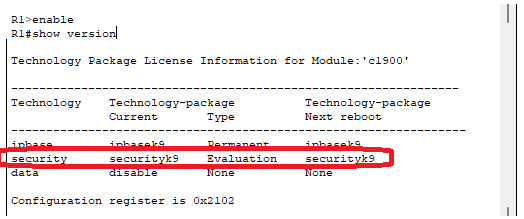 R1>enable
R1#show version
Technology Package License Information for Module:'c1900'
----------------------------------------------------------------
Technology Technology-package Technology-package
Current Type Next reboot
-----------------------------------------------------------------
ipbase ipbasek9 Permanent ipbasek9
security securityk9 Evaluation securityk9
data disable None None
Configuration register is 0x2102